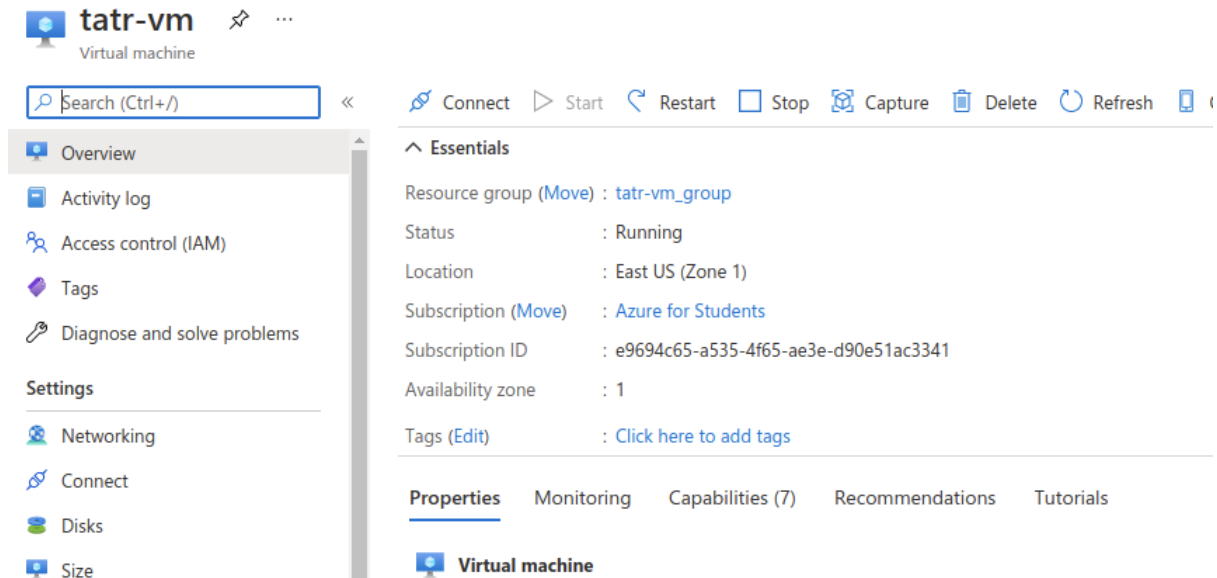 tatr-vm
Virtual machine
Search (Ctrl+/)
Overview
Activity log
Access control (IAM)
Tags
Diagnose and solve problems
Settings
Networking
Connect
Disks
Size
Connect Start Restart Stop Capture Delete Refresh
Essentials
Resource group (Move) : tatr-vm_group
Status : Running
Location : East US (Zone 1)
Subscription (Move) : Azure for Students
Subscription ID : e9694c65-a535-4f65-ae3e-d90e51ac3341
Availability zone : 1
Tags (Edit) : Click here to add tags
Properties Monitoring Capabilities (7) Recommendations Tutorials
Virtual machine